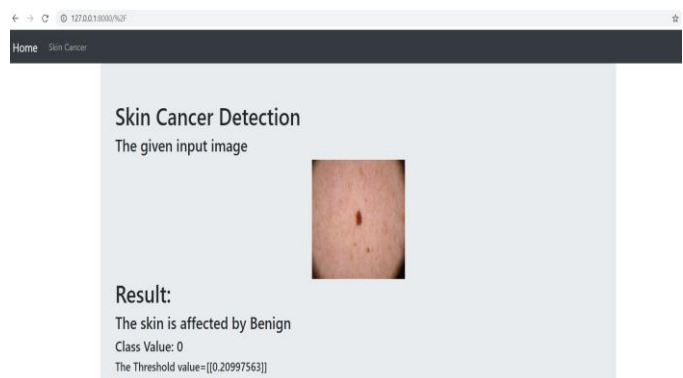 127.0.0.1:8000/%2F
Home Skin Cancer
Skin Cancer Detection
The given input image
Result:
The skin is affected by Benign
Class Value: 0
The Threshold value=[[0.20997563]]